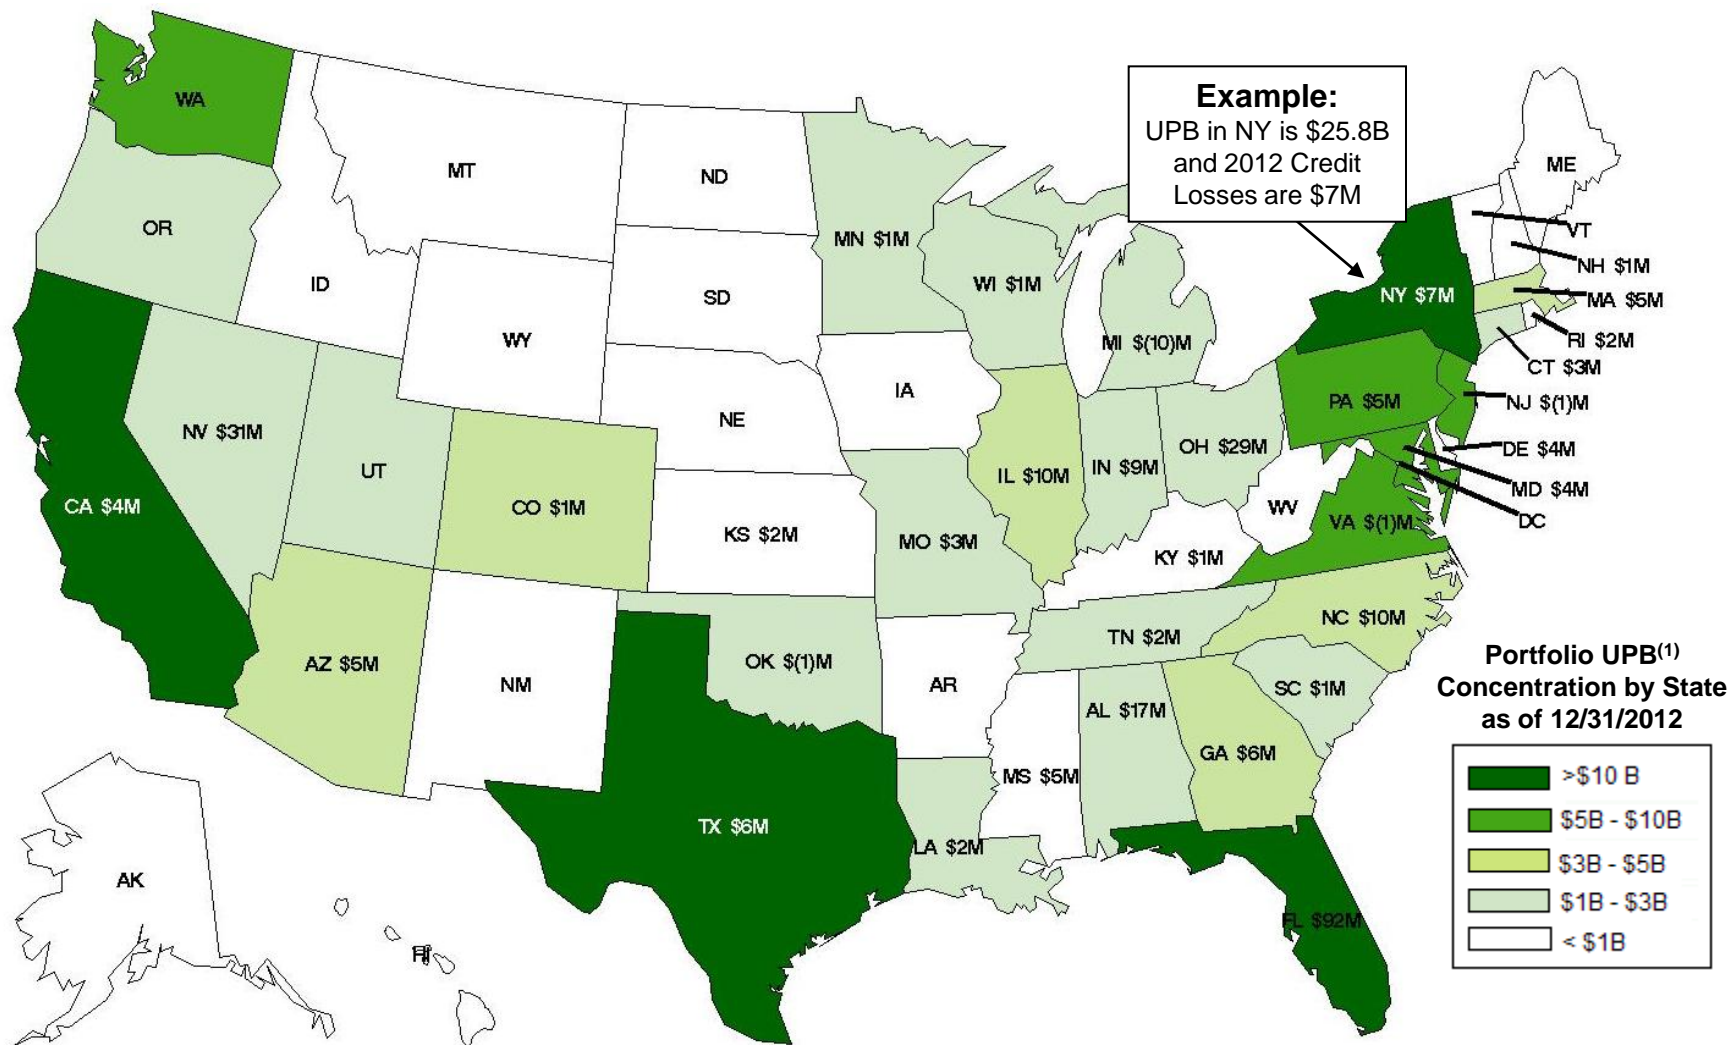 WA
Example:
UPB in NY is $25.8B
and 2012 Credit
Losses are $7M
MT
ND
ME
OR
MN $1M
VT
NH $1M
ID
SD
WI $1M
NY $7M
MA $5M
WY
MI $(10)M
RI $2M
CT $3M
IA
NE
PA $5M
NJ $(1)M
NV $31M
UT
OH $29M
DE $4M
IN $9M
IL $10M
MD $4M
CA $4M
CO $1M
WV
DC
VA $(1)M
KS $2M
MO $3M
KY $1M
NC $10M
TN $2M
AZ $5M
OK $(1)M
NM
AR
SC $1M
AL $17M
GA $6M
MS $5M
TX $6M
LA $2M
AK
FL $92M
HI
Portfolio UPB(1)
Concentration by State
as of 12/31/2012
>$10 B
$5B - $10B
$3B - $5B
$1B - $3B
< $1B